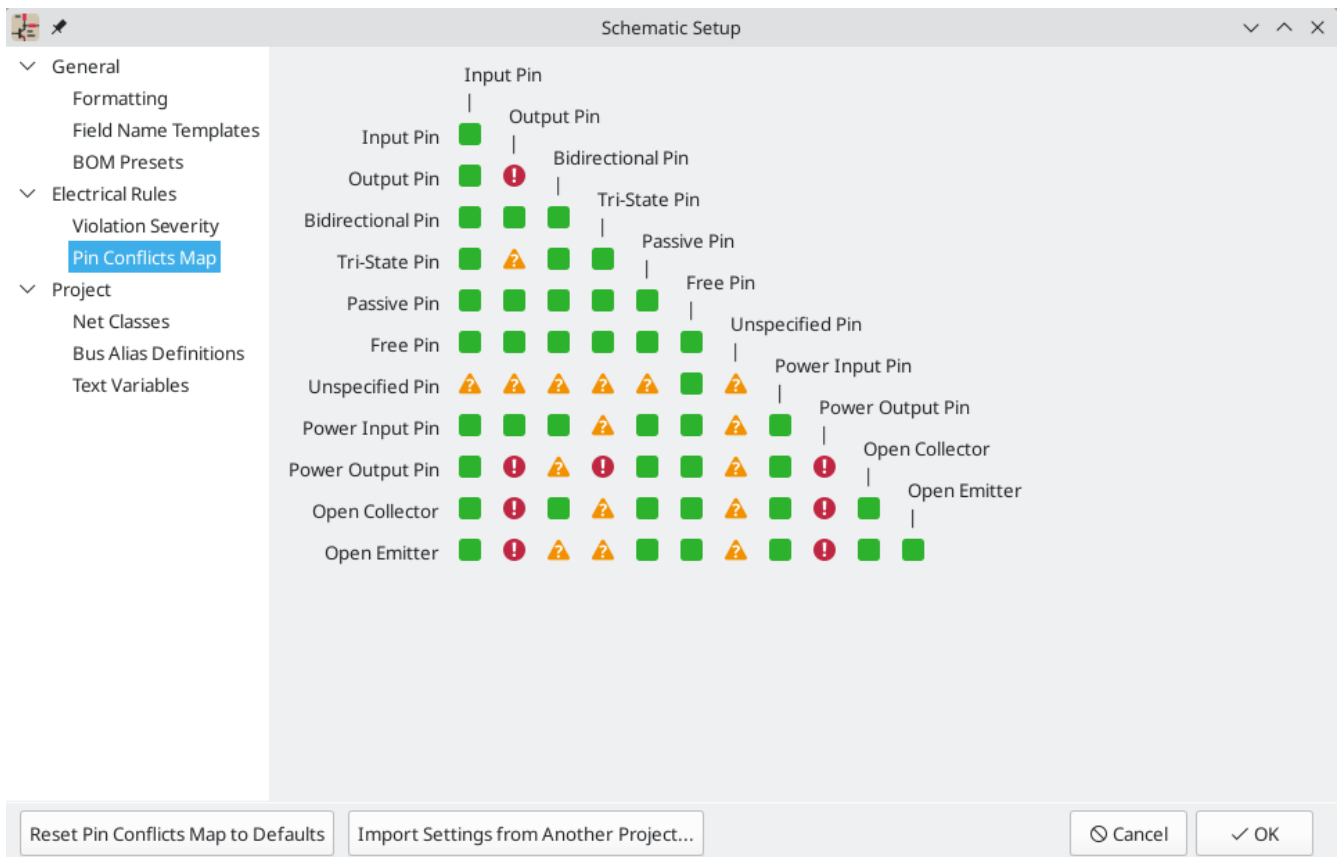 Schematic Setup
General
Formatting
Field Name Templates
BOM Presets
Electrical Rules
Violation Severity
Pin Conflicts Map
Project
Net Classes
Bus Alias Definitions
Text Variables
Input Pin
Output Pin
Input Pin
Bidirectional Pin
Output Pin
Tri-State Pin
Bidirectional Pin
Passive Pin
Tri-State Pin
Free Pin
Passive Pin
Unspecified Pin
Free Pin
Power Input Pin
Unspecified Pin
Power Output Pin
Power Input Pin
Open Collector
Power Output Pin
Open Emitter
Open Collector
Open Emitter
Reset Pin Conflicts Map to Defaults
Import Settings from Another Project...
Cancel
OK